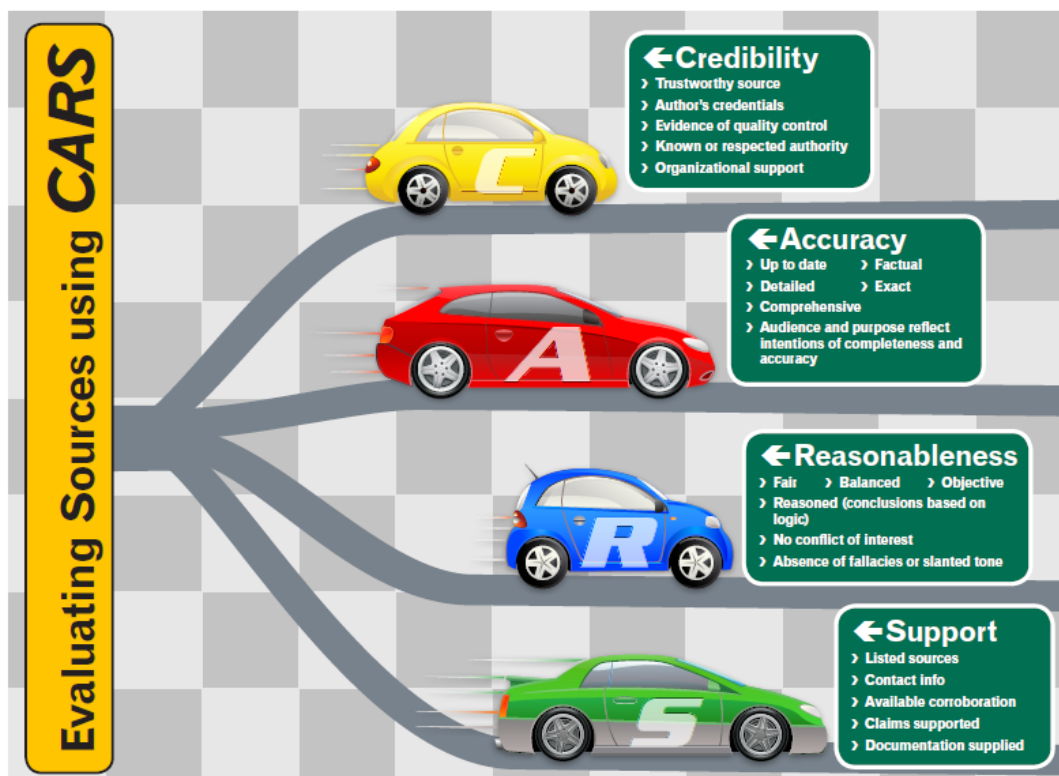 Evaluating Sources using CARS
Credibility
Trustworthy source
Author's credentials
Evidence of quality control
Known or respected authority
Organizational support
C
Accuracy
Up to date
Factual
Detailed
Exact
Comprehensive
Audience and purpose reflect
intentions of completeness and
accuracy
A
Reasonableness
Fair
Balanced
Objective
Reasoned (conclusions based on
logic)
No conflict of interest
Absence of fallacies or slanted tone
R
Support
Listed sources
Contact info
Available corroboration
Claims supported
Documentation supplied
S